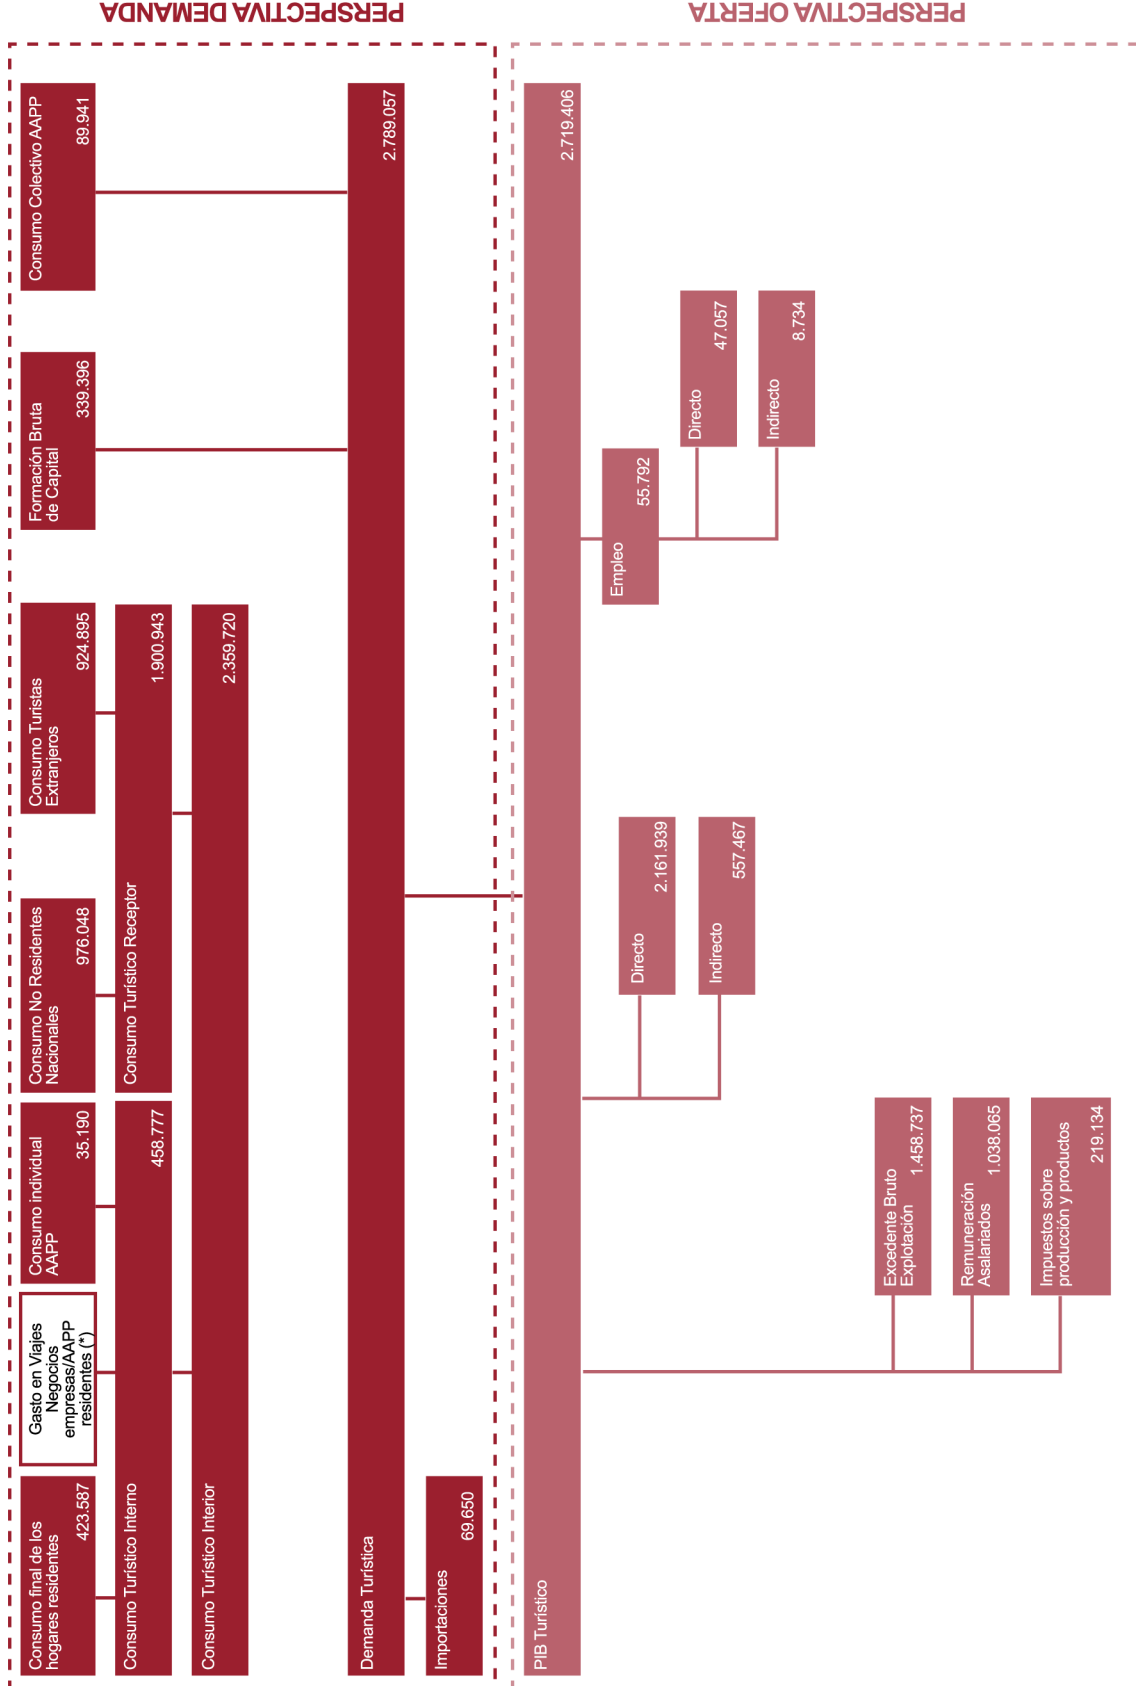 PERSPECTIVA DEMANDA
Consumo final de los
hogares residentes
423.587
Gasto en Viajes
Negocios
empresas/AAPP
residentes (*)
Consumo individual
AAPP
35.190
Consumo No Residentes
Nacionales
976.048
Consumo Turistas
Extranjeros
924.895
Formación Bruta
de Capital
339.396
Consumo Colectivo AAPP
89.941
Consumo Turístico Interno
458.777
Consumo Turístico Receptor
1.900.943
Consumo Turístico Interior
2.359.720
Demanda Turística
2.789.057
Importaciones
69.650
PERSPECTIVA OFERTA
PIB Turístico
2.719.406
Directo
2.161.939
Indirecto
557.467
Empleo
55.792
Directo
47.057
Indirecto
8.734
Excedente Bruto
Explotación
1.458.737
Remuneración
Asalariados
1.038.065
Impuestos sobre
producción y productos
219.134